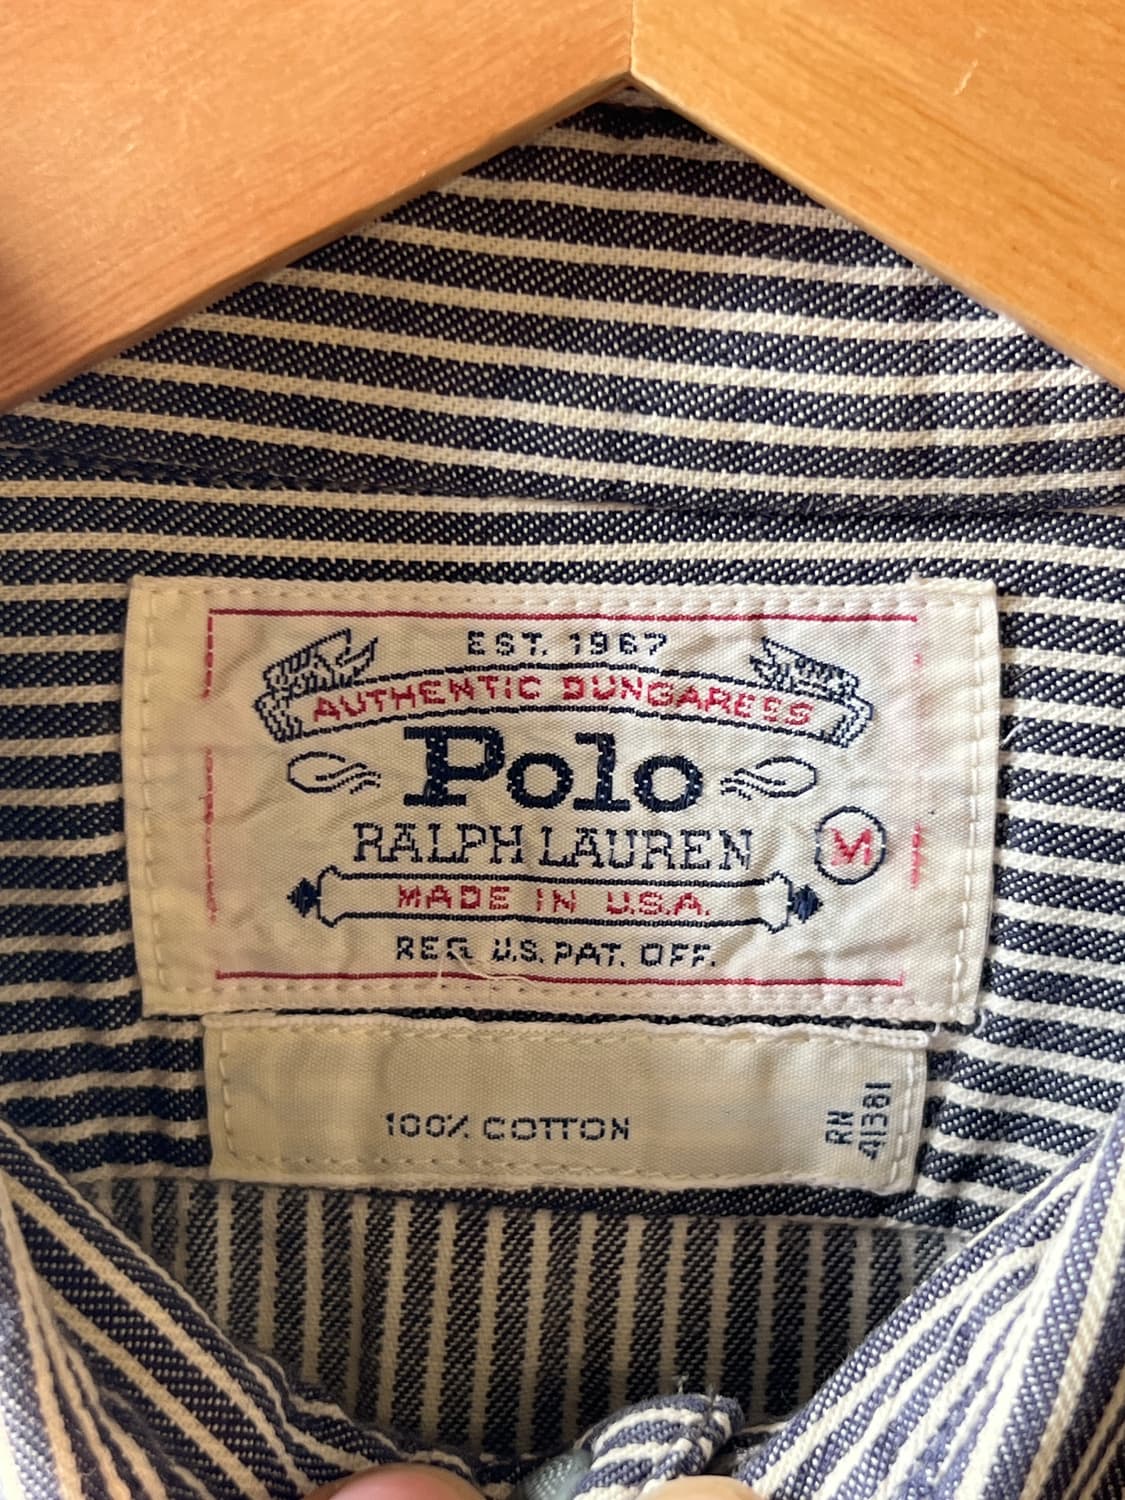 EST. 1967
AUTHENTIC DUNGAREES
Polo
RALPH LAUREN
M
MADE IN U.S.A.
REG. U.S. PAT. OFF.
100% COTTON
RN
41381